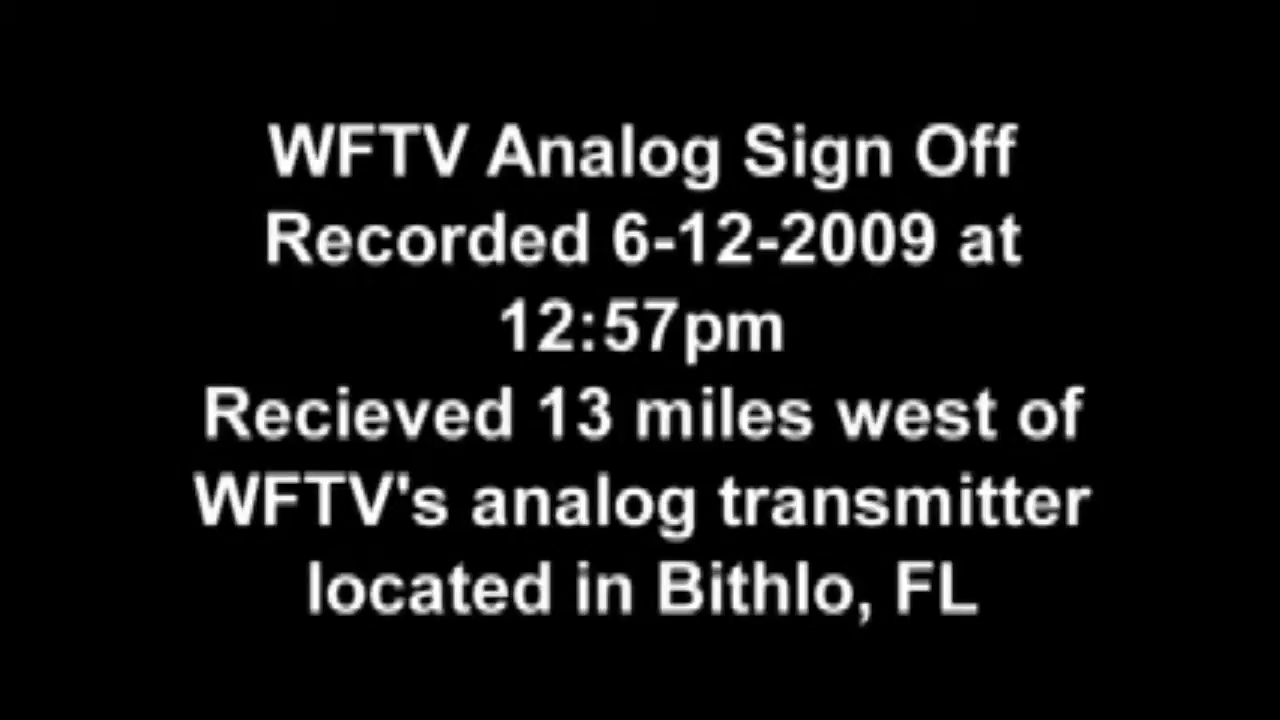 WFTV Analog Sign Off
Recorded 6-12-2009 at
12:57pm
Recieved 13 miles west of
WFTV's analog transmitter
located in Bithlo, FL